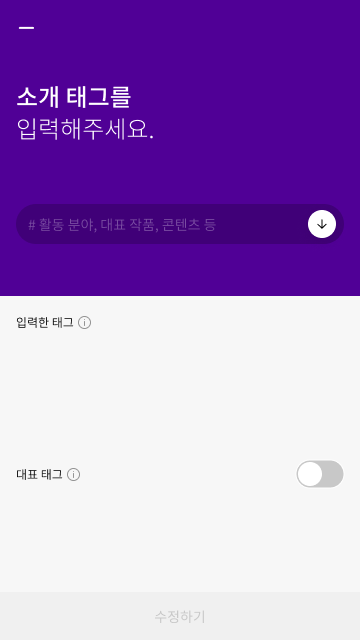 소개 태그를
입력해주세요.
# 활동 분야, 대표 작품, 콘텐츠 등
입력한 태그
대표 태그
수정하기